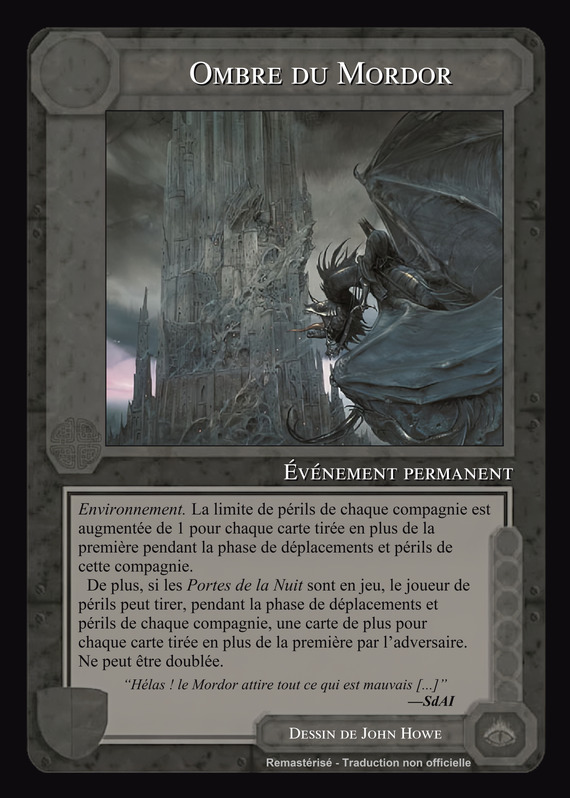 Ombre du Mordor
Événement permanent
Environnement. La limite de périls de chaque compagnie est
augmentée de 1 pour chaque carte tirée en plus de la
première pendant la phase de déplacements et périls de
cette compagnie.
De plus, si les Portes de la Nuit sont en jeu, le joueur de
périls peut tirer, pendant la phase de déplacements et
périls de chaque compagnie, une carte de plus pour
chaque carte tirée en plus de la première par l'adversaire.
Ne peut être doublée.
“Hélas ! le Mordor attire tout ce qui est mauvais [...]”
—SdAI
Dessin de John Howe
Remastérisé - Traduction non officielle